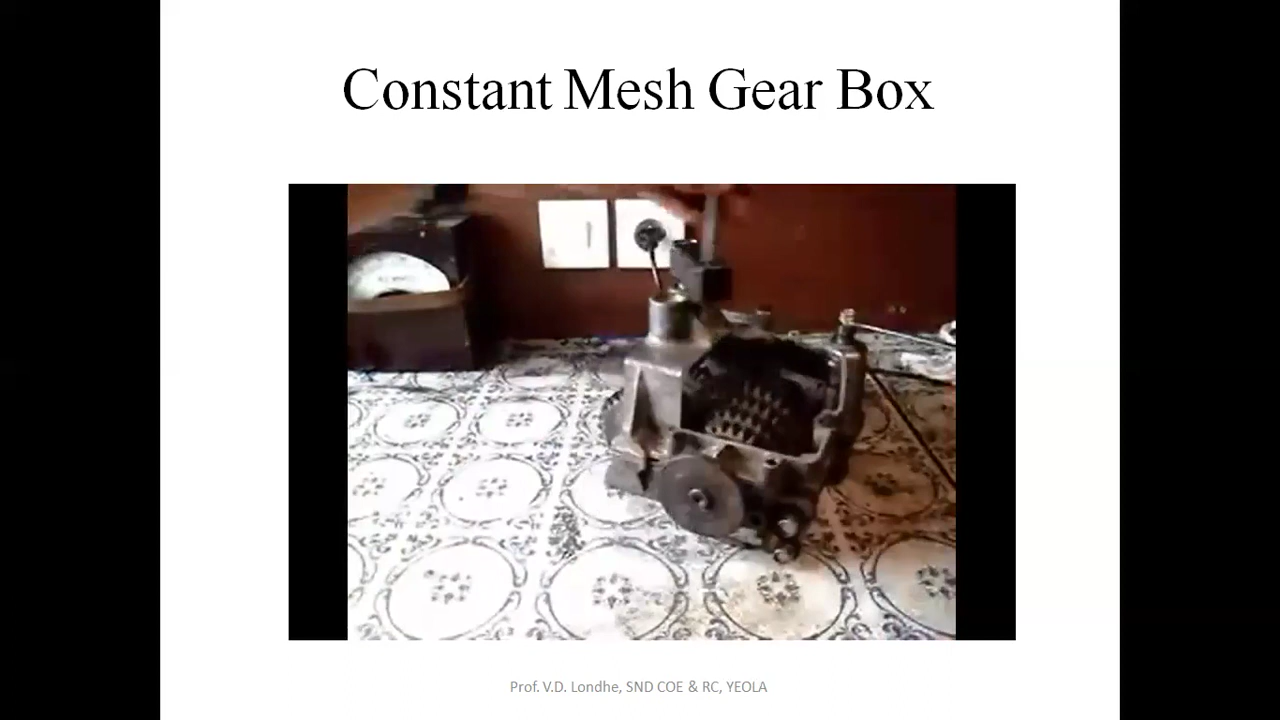 Constant Mesh Gear Box
Prof. V.D. Londhe, SND COE & RC, YEOLA